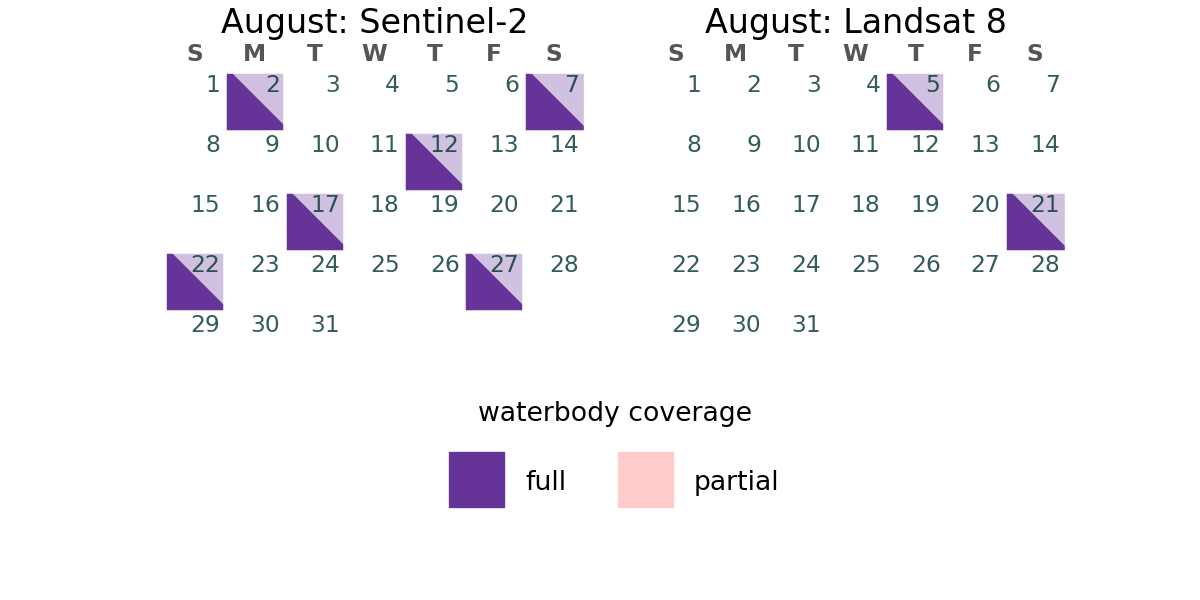 August: Sentinel-2
S M T W T F S
1 2 3 4 5 6 7
8 9 10 11 12 13 14
15 16 17 18 19 20 21
22 23 24 25 26 27 28
29 30 31
August: Landsat 8
S M T W T F S
1 2 3 4 5 6 7
8 9 10 11 12 13 14
15 16 17 18 19 20 21
22 23 24 25 26 27 28
29 30 31
waterbody coverage
full partial